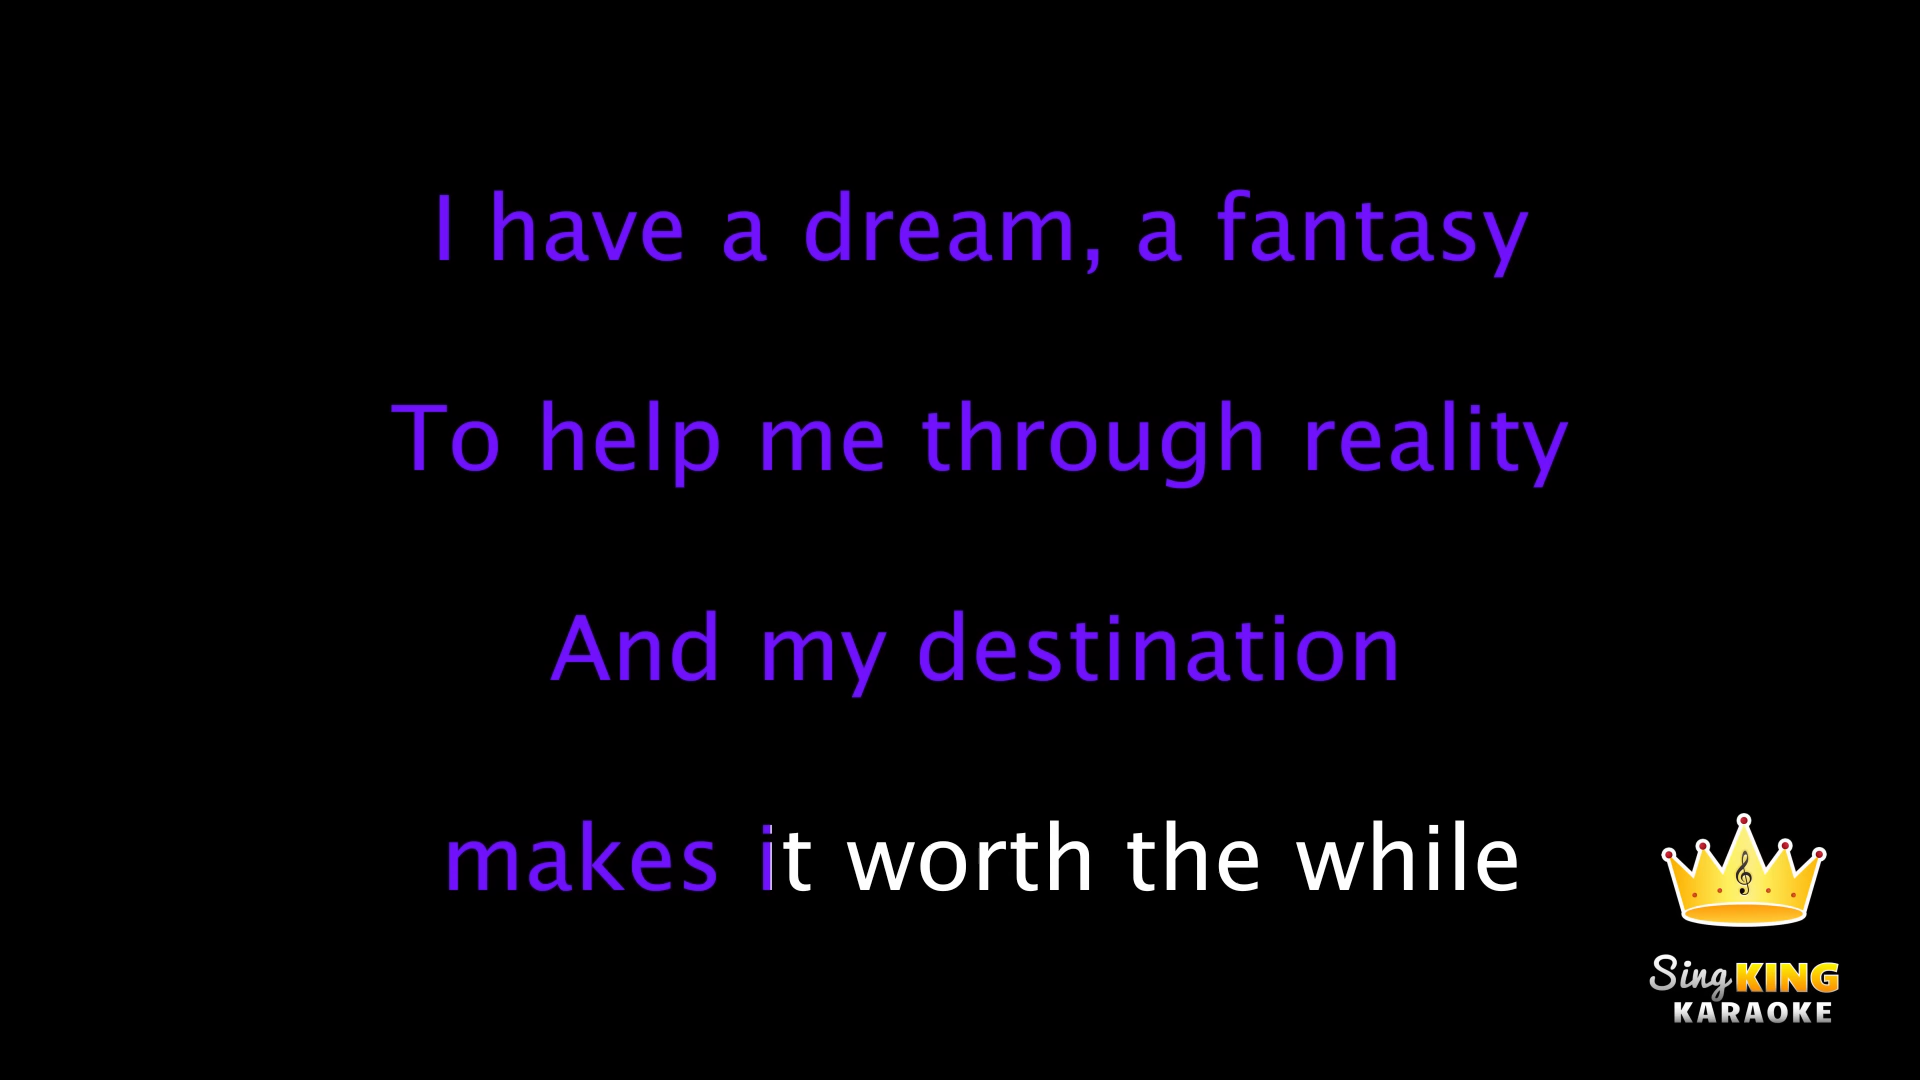 I have a dream, a fantasy
To help me through reality
And my destination
makes it worth the while
Sing KING
KARAOKE